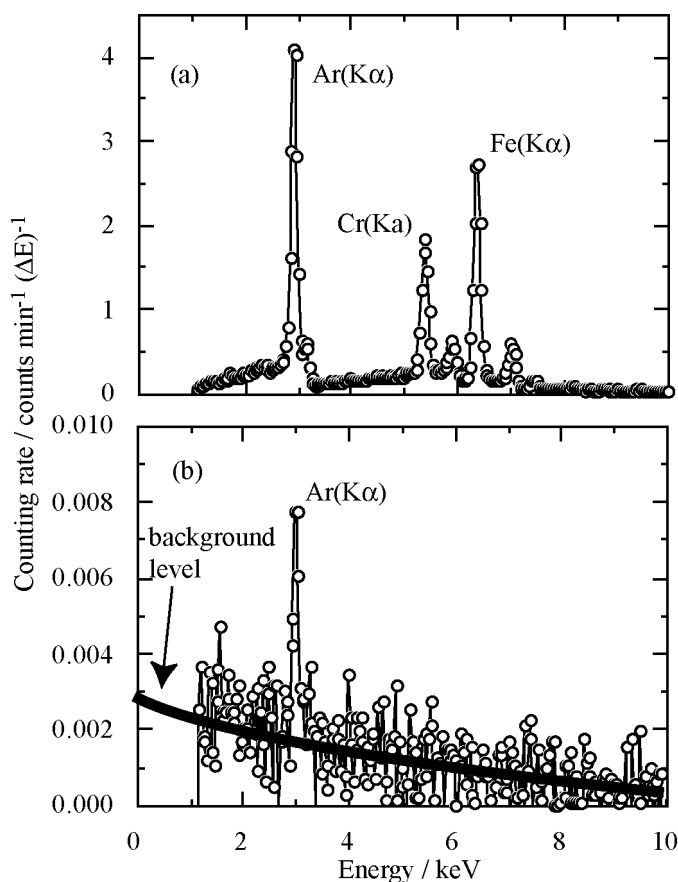 (a)
Ar(Kα)
Cr(Ka)
Fe(Kα)
4
3
2
1
0
Counting rate / counts min⁻¹ (ΔE)⁻¹
0.010
0.008
0.006
0.004
0.002
0.000
(b)
Ar(Kα)
background
level
0 2 4 6 8 10
Energy / keV